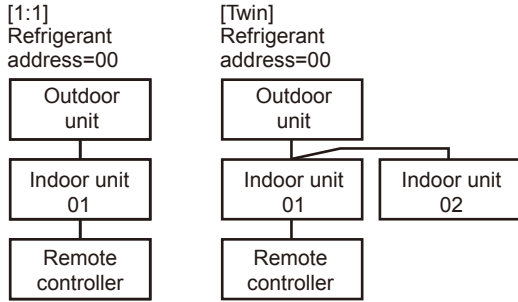 [1:1]
Refrigerant
address=00
Outdoor
unit
Indoor unit
01
Remote
controller
[Twin]
Refrigerant
address=00
Outdoor
unit
Indoor unit
01
Indoor unit
02
Remote
controller